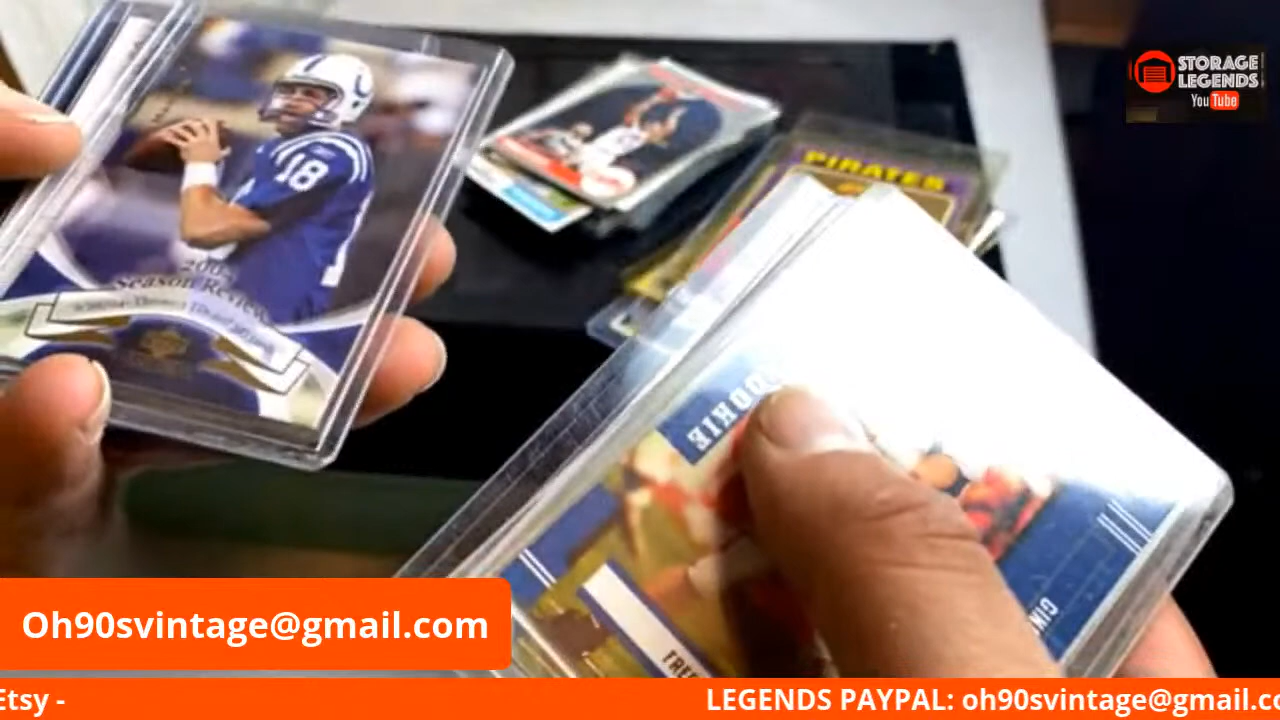 STORAGE
LEGENDS
YouTube
PIRATES
18
Season Review
ROOKIE
Oh90svintage@gmail.com
Etsy -
LEGENDS PAYPAL: oh90svintage@gmail.co